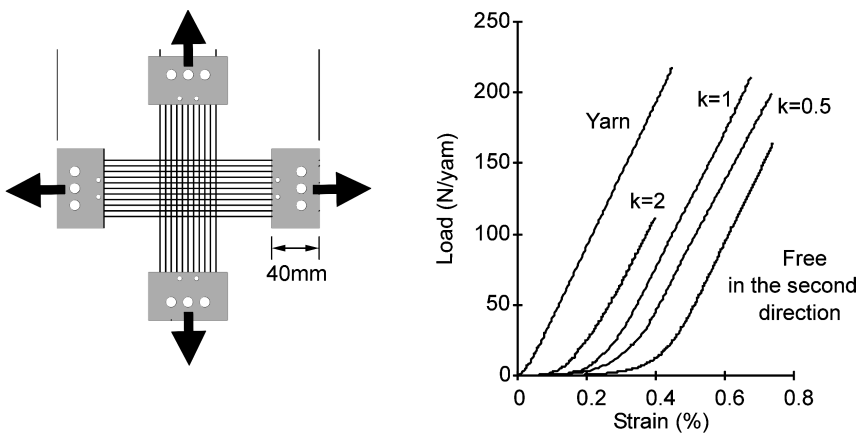 40mm
250
200
150
100
50
0
Load (N/yam)
0
0.2
0.4
0.6
0.8
Strain (%)
Yarn
k=1
k=0.5
k=2
Free
in the second
direction